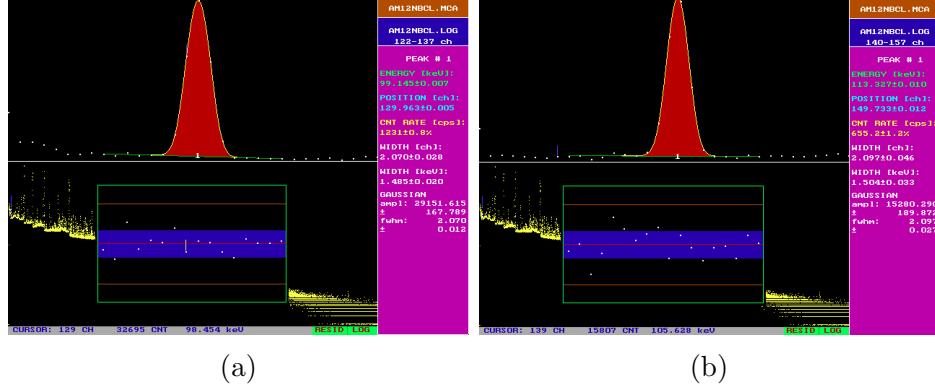 AM12NBCL.MCA
AM12NBCL.LOG
122-137 ch
PEAK # 1
ENERGY [keV]:
99.145±0.007
POSITION [ch]:
129.963±0.005
CNT RATE [cps]:
1231±0.8%
WIDTH [ch]:
2.070±0.028
WIDTH [keV]:
1.485±0.020
GAUSSIAN
ampl: 29151.615
± 167.789
fwhm: 2.070
± 0.012
CURSOR: 129 CH 32695 CNT 98.454 keV
RESID LOG
(a)
AM12NBCL.MCA
AM12NBCL.LOG
140-157 ch
PEAK # 1
ENERGY [keV]:
113.327±0.010
POSITION [ch]:
149.733±0.012
CNT RATE [cps]:
655.2±1.2%
WIDTH [ch]:
2.097±0.046
WIDTH [keV]:
1.504±0.033
GAUSSIAN
ampl: 15280.298
± 189.872
fwhm: 2.097
± 0.027
CURSOR: 139 CH 15807 CNT 105.628 keV
RESID LOG
(b)